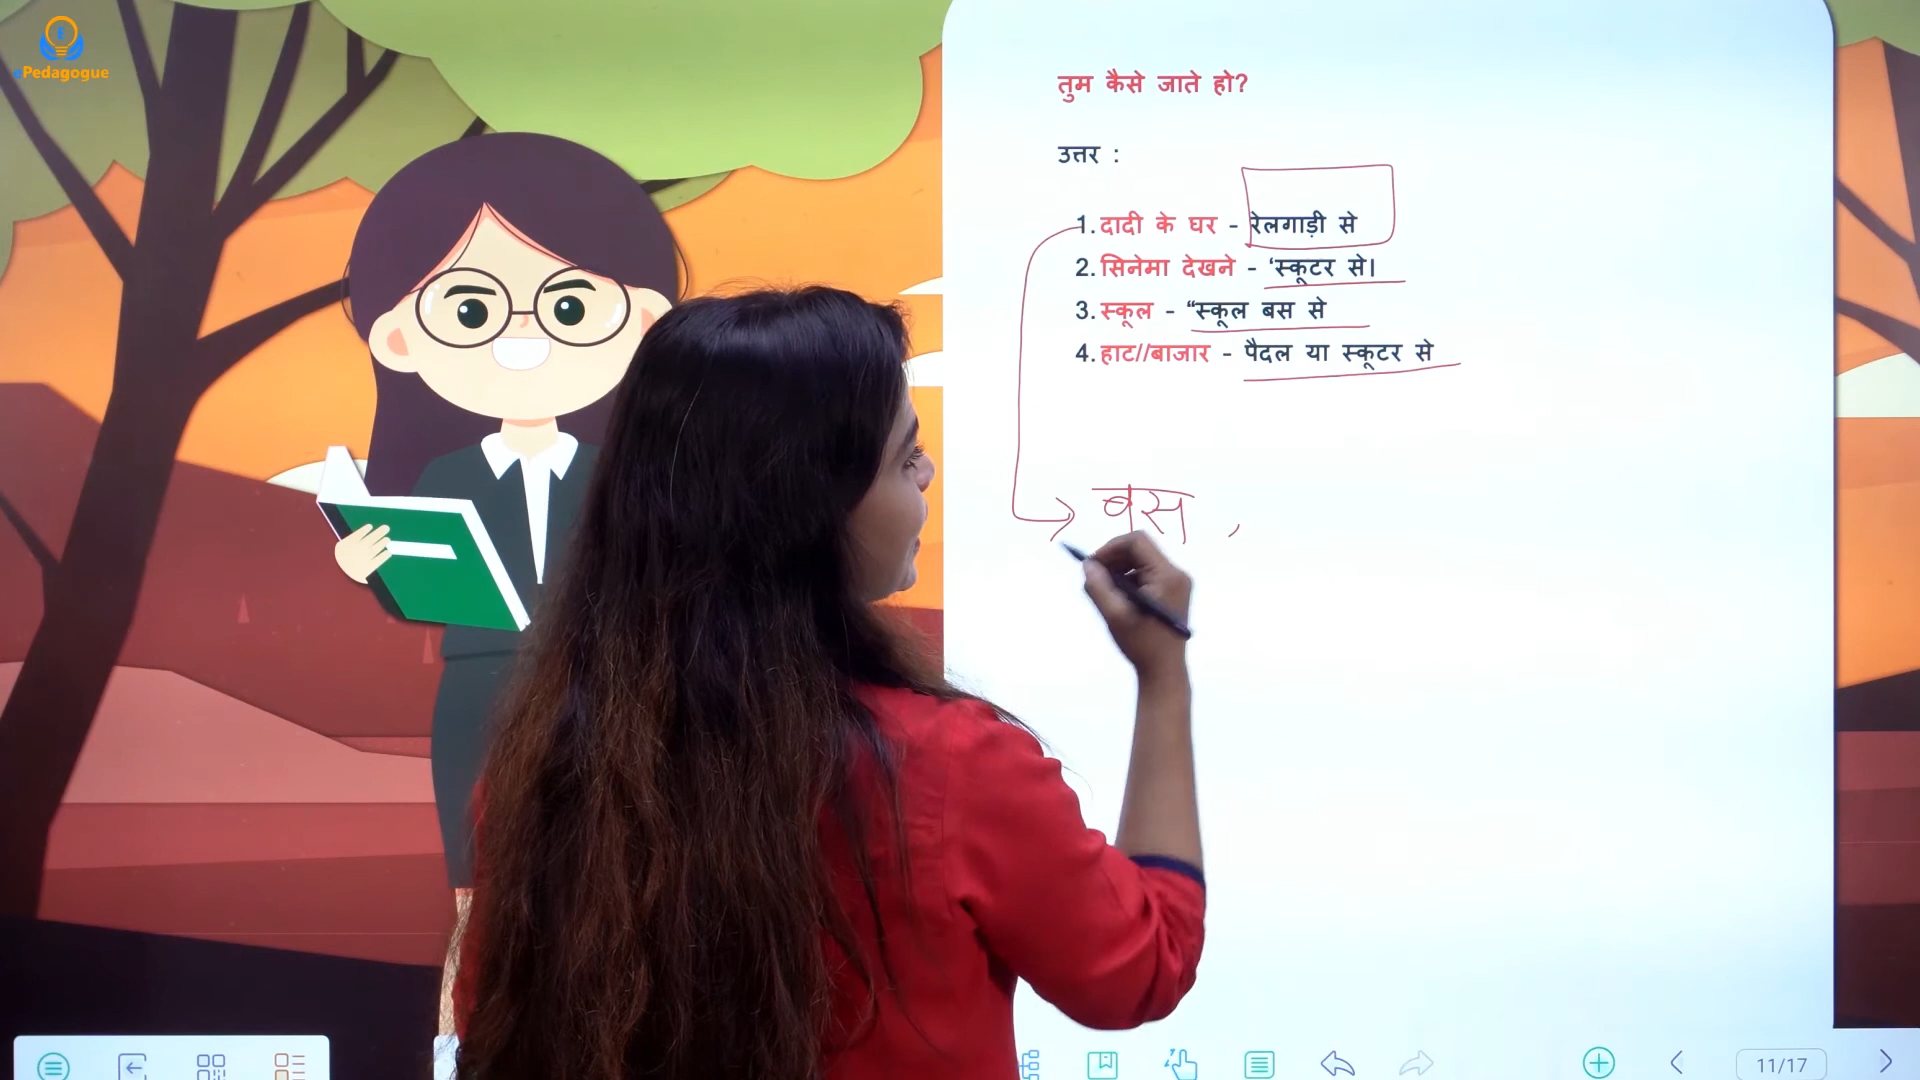 Pedagogue
तुम कैसे जाते हो?
उत्तर :
1. दादी के घर - रेलगाड़ी से
2. सिनेमा देखने - ‘स्कूटर से।
3. स्कूल - “स्कूल बस से
4. हाट//बाजार - पैदल या स्कूटर से
बस ,
11/17